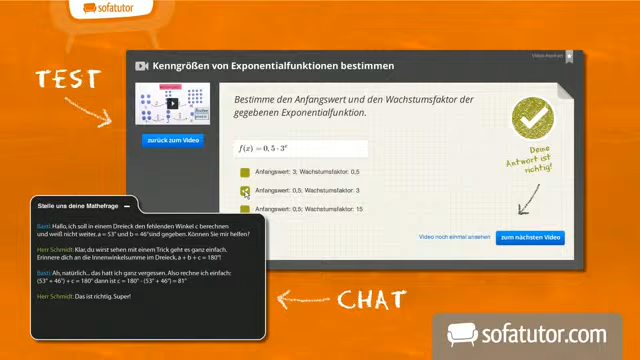 sofatutor
TEST
Kenngrößen von Exponentialfunktionen bestimmen
Bestimme den Anfangswert und den Wachstumsfaktor der
gegebenen Exponentialfunktion.
f(x) = 0,5 · 3ˣ
Anfangswert: 3; Wachstumsfaktor: 0,5
Anfangswert: 0,5; Wachstumsfaktor: 3
Anfangswert: 0,5; Wachstumsfaktor: 15
zurück zum Video
Deine
Antwort ist
richtig!
Video noch einmal ansehen
zum nächsten Video
Stelle uns deine Mathefrage
Basti: Hallo, ich soll in einem Dreieck den fehlenden Winkel c berechnen
und weiß nicht weiter. a = 53° und b = 46° sind gegeben. Können Sie mir helfen?
Herr Schmidt: Klar, du wirst sehen mit einem Trick geht es ganz einfach.
Erinnere dich an die Innenwinkelsumme im Dreieck, a + b + c = 180°!
Basti: Ah, natürlich... das hatt ich ganz vergessen. Also rechne ich einfach:
(53° + 46°) + c = 180° dann ist c = 180° - (53° + 46°) = 81°
Herr Schmidt: Das ist richtig. Super!
CHAT
sofatutor.com